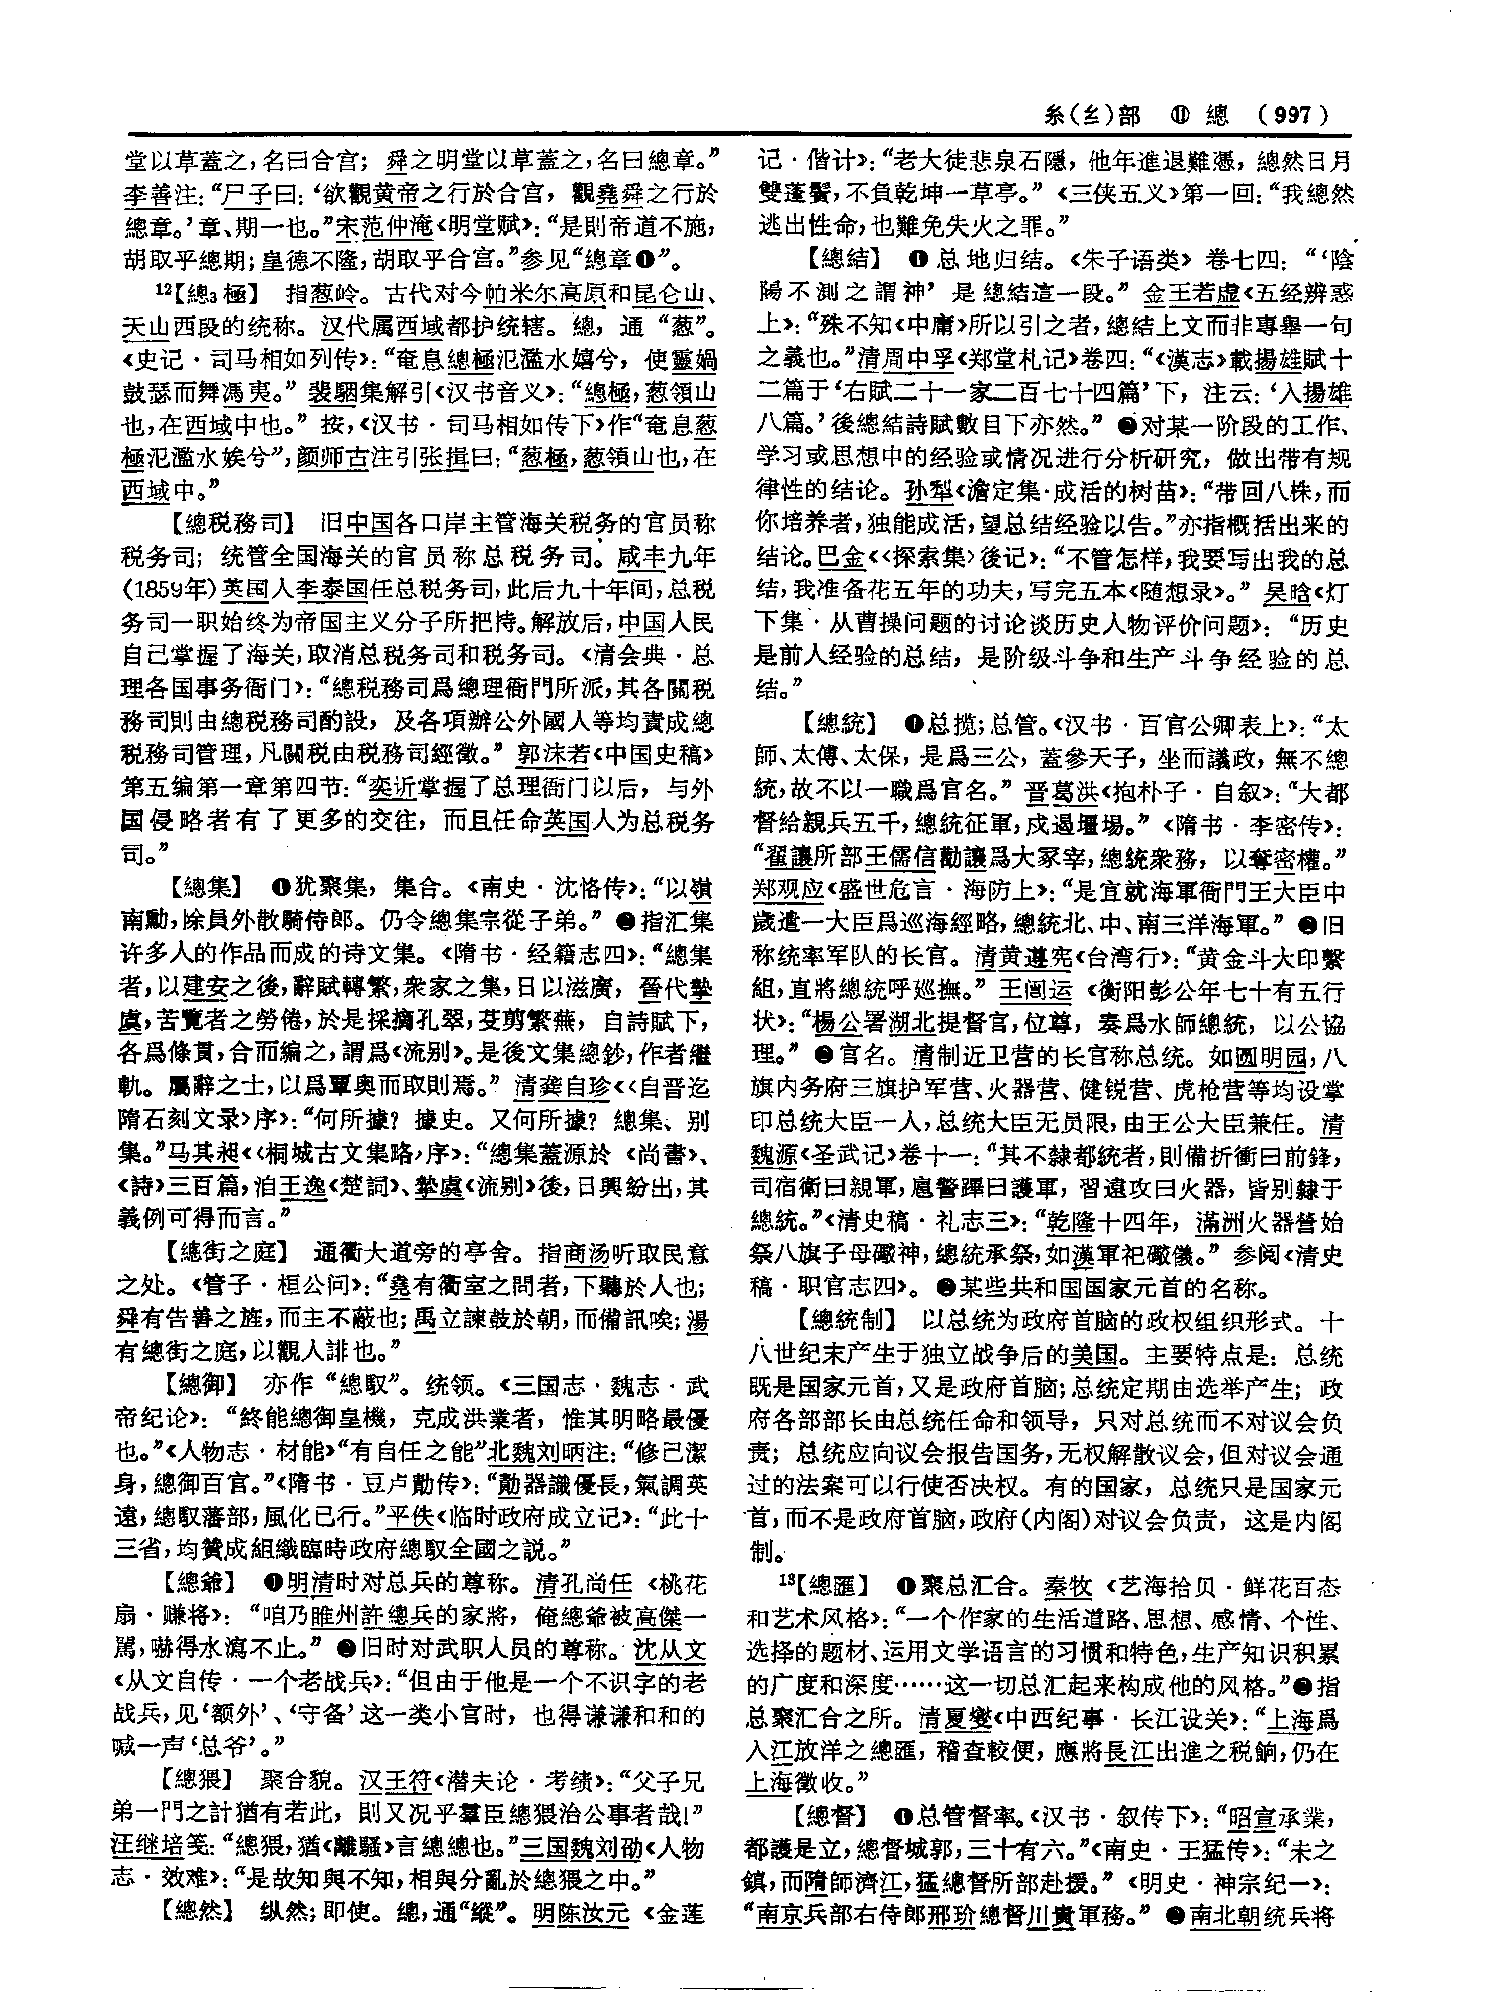 糸(糹)部 ⑪ 總 (997)
堂以草蓋之,名曰合宫；舜之明堂以草蓋之,名曰總章。”
李善注：“尸子曰：‘欲觀黄帝之行於合宫，觀堯舜之行於
總章。’章、期一也。”宋范仲淹《明堂赋》：“是則帝道不施,
胡取乎總期；皇德不隆,胡取乎合宫。”参见“總章❶”。
12【總3極】 指葱岭。古代对今帕米尔高原和昆仑山、
天山西段的统称。汉代属西域都护统辖。總，通“葱”。
《史记·司马相如列传》：“奄息總極氾濫水嬉兮，使靈媧
鼓瑟而舞馮夷。”裴駰集解引《汉书音义》：“總極,葱領山
也,在西域中也。”按,《汉书·司马相如传下》作“奄息葱
極氾濫水娭兮”,颜师古注引张揖曰：“葱極,葱領山也,在
西域中。”
【總税務司】 旧中国各口岸主管海关税务的官员称
税务司；统管全国海关的官员称总税务司。咸丰九年
(1859年)英国人李泰国任总税务司,此后九十年间,总税
务司一职始终为帝国主义分子所把持。解放后,中国人民
自己掌握了海关,取消总税务司和税务司。《清会典·总
理各国事务衙门》：“總税務司爲總理衙門所派,其各關税
務司則由總税務司酌設，及各項辦公外國人等均責成總
税務司管理,凡關税由税務司經徵。”郭沫若《中国史稿》
第五编第一章第四节：“奕䜣掌握了总理衙门以后，与外
国侵略者有了更多的交往，而且任命英国人为总税务
司。”
【總集】 ❶犹聚集，集合。《南史·沈恪传》：“以嶺
南勳,除員外散騎侍郎。仍令總集宗從子弟。”❷指汇集
许多人的作品而成的诗文集。《隋书·经籍志四》：“總集
者,以建安之後,辭賦轉繁,衆家之集,日以滋廣，晉代摯
虞,苦覽者之勞倦,於是採擿孔翠,芟剪繁蕪，自詩賦下,
各爲條貫,合而编之,謂爲《流别》。是後文集總鈔,作者繼
軌。屬辭之士,以爲覃奥而取則焉。”清龚自珍《〈自晋迄
隋石刻文录〉序》：“何所據？據史。又何所據？總集、别
集。”马其昶《〈桐城古文集略〉序》：“總集蓋源於《尚書》、
《詩》三百篇,洎王逸《楚詞》、摯虞《流别》後,日興紛出,其
義例可得而言。”
【總街之庭】 通衢大道旁的亭舍。指商汤听取民意
之处。《管子·桓公问》：“堯有衢室之問者,下聽於人也；
舜有告善之旌,而主不蔽也；禹立諫鼓於朝,而備訊唉；湯
有總街之庭,以觀人誹也。”
【總御】 亦作“總馭”。统领。《三国志·魏志·武
帝纪论》：“終能總御皇機，克成洪業者，惟其明略最優
也。”《人物志·材能》“有自任之能”北魏刘昞注：“修己潔
身,總御百官。”《隋书·豆卢勣传》：“勣器識優長,氣調英
遠,總馭藩部,風化已行。”平佚《临时政府成立记》：“此十
三省,均贊成組織臨時政府總馭全國之説。”
【總爺】 ❶明清时对总兵的尊称。清孔尚任《桃花
扇·赚将》：“咱乃睢州許總兵的家將，俺總爺被高傑一
罵,嚇得水瀉不止。”❷旧时对武职人员的尊称。沈从文
《从文自传·一个老战兵》：“但由于他是一个不识字的老
战兵,见‘额外’、‘守备’这一类小官时，也得谦谦和和的
喊一声‘总爷’。”
【總猥】 聚合貌。汉王符《潜夫论·考绩》：“父子兄
弟一門之計猶有若此，則又况乎羣臣總猥治公事者哉！”
汪继培笺：“總猥,猶《離騷》言總總也。”三国魏刘劭《人物
志·效难》：“是故知與不知,相與分亂於總猥之中。”
【總然】 纵然；即使。總,通“縱”。明陈汝元《金莲
记·偕计》：“老大徒悲泉石隱，他年進退難憑，總然日月
雙蓬鬢,不負乾坤一草亭。”《三侠五义》第一回：“我總然
逃出性命,也難免失火之罪。”
【總結】 ❶总地归结。《朱子语类》卷七四：“‘陰
陽不測之謂神’是總結這一段。”金王若虚《五经辨惑
上》：“殊不知《中庸》所以引之者,總結上文而非專舉一句
之義也。”清周中孚《郑堂札记》卷四：“《漢志》載揚雄賦十
二篇于‘右賦二十一家二百七十四篇’下，注云：‘入揚雄
八篇。’後總結詩賦數目下亦然。”❷对某一阶段的工作、
学习或思想中的经验或情况进行分析研究，做出带有规
律性的结论。孙犁《澹定集·成活的树苗》：“带回八株,而
你培养者,独能成活,望总结经验以告。”亦指概括出来的
结论。巴金《〈探索集〉後记》：“不管怎样,我要写出我的总
结,我准备花五年的功夫,写完五本《随想录》。”吴晗《灯
下集·从曹操问题的讨论谈历史人物评价问题》：“历史
是前人经验的总结，是阶级斗争和生产斗争经验的总
结。”
【總統】 ❶总揽；总管。《汉书·百官公卿表上》：“太
師、太傅、太保，是爲三公，蓋參天子，坐而議政，無不總
統,故不以一職爲官名。”晋葛洪《抱朴子·自叙》：“大都
督給親兵五千,總統征軍,戍遏壃埸。”《隋书·李密传》：
“翟讓所部王儒信勸讓爲大冢宰,總統衆務，以奪密權。”
郑观应《盛世危言·海防上》：“是宜就海軍衙門王大臣中
歲遣一大臣爲巡海經略,總統北、中、南三洋海軍。”❷旧
称统率军队的长官。清黄遵宪《台湾行》：“黄金斗大印繫
組,直將總統呼巡撫。”王闿运《衡阳彭公年七十有五行
状》：“楊公署湖北提督官,位尊，奏爲水師總統，以公協
理。”❸官名。清制近卫营的长官称总统。如圆明园,八
旗内务府三旗护军营、火器营、健锐营、虎枪营等均设掌
印总统大臣一人,总统大臣无员限,由王公大臣兼任。清
魏源《圣武记》卷十一：“其不隸都統者,則備折衝曰前鋒,
司宿衛曰親軍,扈警蹕曰護軍，習遠攻曰火器，皆别隸于
總統。”《清史稿·礼志三》：“乾隆十四年，滿洲火器營始
祭八旗子母礮神,總統承祭,如漢軍祀礮儀。”参阅《清史
稿·职官志四》。❹某些共和国国家元首的名称。
【總統制】 以总统为政府首脑的政权组织形式。十
八世纪末产生于独立战争后的美国。主要特点是：总统
既是国家元首,又是政府首脑；总统定期由选举产生；政
府各部部长由总统任命和领导，只对总统而不对议会负
责；总统应向议会报告国务,无权解散议会,但对议会通
过的法案可以行使否决权。有的国家，总统只是国家元
首,而不是政府首脑,政府(内阁)对议会负责，这是内阁
制。
13【總匯】 ❶聚总汇合。秦牧《艺海拾贝·鲜花百态
和艺术风格》：“一个作家的生活道路、思想、感情、个性、
选择的题材、运用文学语言的习惯和特色,生产知识积累
的广度和深度……这一切总汇起来构成他的风格。”❷指
总聚汇合之所。清夏燮《中西纪事·长江设关》：“上海爲
入江放洋之總匯，稽查較便，應將長江出進之税餉,仍在
上海徵收。”
【總督】 ❶总管督率。《汉书·叙传下》：“昭宣承業,
都護是立,總督城郭,三十有六。”《南史·王猛传》：“未之
鎮,而隋師濟江,猛總督所部赴援。”《明史·神宗纪一》：
“南京兵部右侍郎邢玠總督川貴軍務。”❷南北朝统兵将